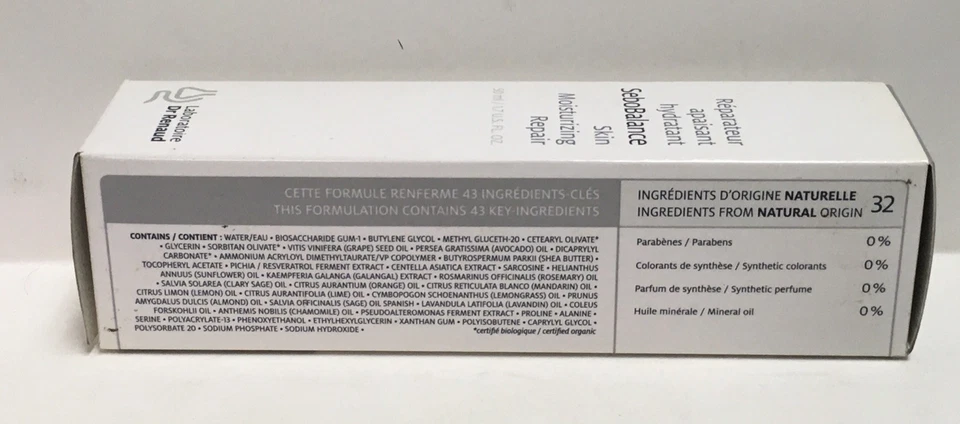 Laboratoire
Dr Renaud
Réparateur
apaisant
hydratant
SeboBalance
Skin
Moisturizing
Repair
50 ml / 1.7 U.S. FL. OZ.
CETTE FORMULE RENFERME 43 INGRÉDIENTS-CLÉS
THIS FORMULATION CONTAINS 43 KEY-INGREDIENTS
CONTAINS / CONTIENT : WATER/EAU • BIOSACCHARIDE GUM-1 • BUTYLENE GLYCOL • METHYL GLUCETH-20 • CETEARYL OLIVATE*
• GLYCERIN • SORBITAN OLIVATE* • VITIS VINIFERA (GRAPE) SEED OIL • PERSEA GRATISSIMA (AVOCADO) OIL • DICAPRYLYL
CARBONATE* • AMMONIUM ACRYLOYL DIMETHYLTAURATE/VP COPOLYMER • BUTYROSPERMUM PARKII (SHEA BUTTER) •
TOCOPHERYL ACETATE • PICHIA / RESVERATROL FERMENT EXTRACT • CENTELLA ASIATICA EXTRACT • SARCOSINE • HELIANTHUS
ANNUUS (SUNFLOWER) OIL • KAEMPFERIA GALANGA (GALANGAL) EXTRACT • ROSMARINUS OFFICINALIS (ROSEMARY) OIL
• SALVIA SCLAREA (CLARY SAGE) OIL • CITRUS AURANTIUM (ORANGE) OIL • CITRUS RETICULATA BLANCO (MANDARIN) OIL •
CITRUS LIMON (LEMON) OIL • CITRUS AURANTIFOLIA (LIME) OIL • CYMBOPOGON SCHOENANTHUS (LEMONGRASS) OIL • PRUNUS
AMYGDALUS DULCIS (ALMOND) OIL • SALVIA OFFICINALIS (SAGE) OIL SPANISH • LAVANDULA LATIFOLIA (LAVANDIN) OIL • COLEUS
FORSKOHLII OIL • ANTHEMIS NOBILIS (CHAMOMILE) OIL • PSEUDOALTEROMONAS FERMENT EXTRACT • PROLINE • ALANINE •
SERINE • POLYACRYLATE-13 • PHENOXYETHANOL • ETHYLHEXYLGLYCERIN • XANTHAN GUM • POLYISOBUTENE • CAPRYLYL GLYCOL •
POLYSORBATE 20 • SODIUM PHOSPHATE • SODIUM HYDROXIDE •
*certifié biologique / certified organic
INGRÉDIENTS D'ORIGINE NATURELLE
INGREDIENTS FROM NATURAL ORIGIN 32
Parabènes / Parabens 0%
Colorants de synthèse / Synthetic colorants 0%
Parfum de synthèse / Synthetic perfume 0%
Huile minérale / Mineral oil 0%